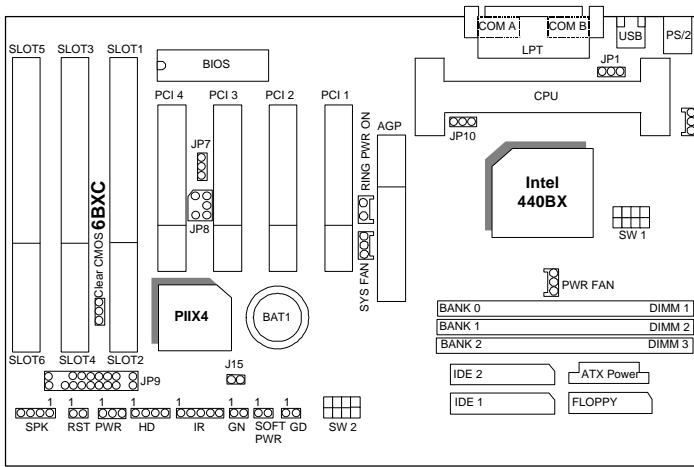 COM A COM B
LPT
USB
PS/2
JP1
SLOT5 SLOT3 SLOT1
BIOS
CPU
PCI 4 PCI 3 PCI 2 PCI 1
AGP
JP10
RING PWR ON
JP7
JP8
Intel
440BX
SW 1
Clear CMOS
6BXC
SYS FAN
PWR FAN
PIIX4
BAT1
BANK 0 DIMM 1
BANK 1 DIMM 2
BANK 2 DIMM 3
SLOT6 SLOT4 SLOT2
J15
JP9
IDE 2
ATX Power
IDE 1
FLOPPY
1 1 1 1 1 1 1 1
SPK RST PWR HD IR GN SOFT PWR GD
SW 2